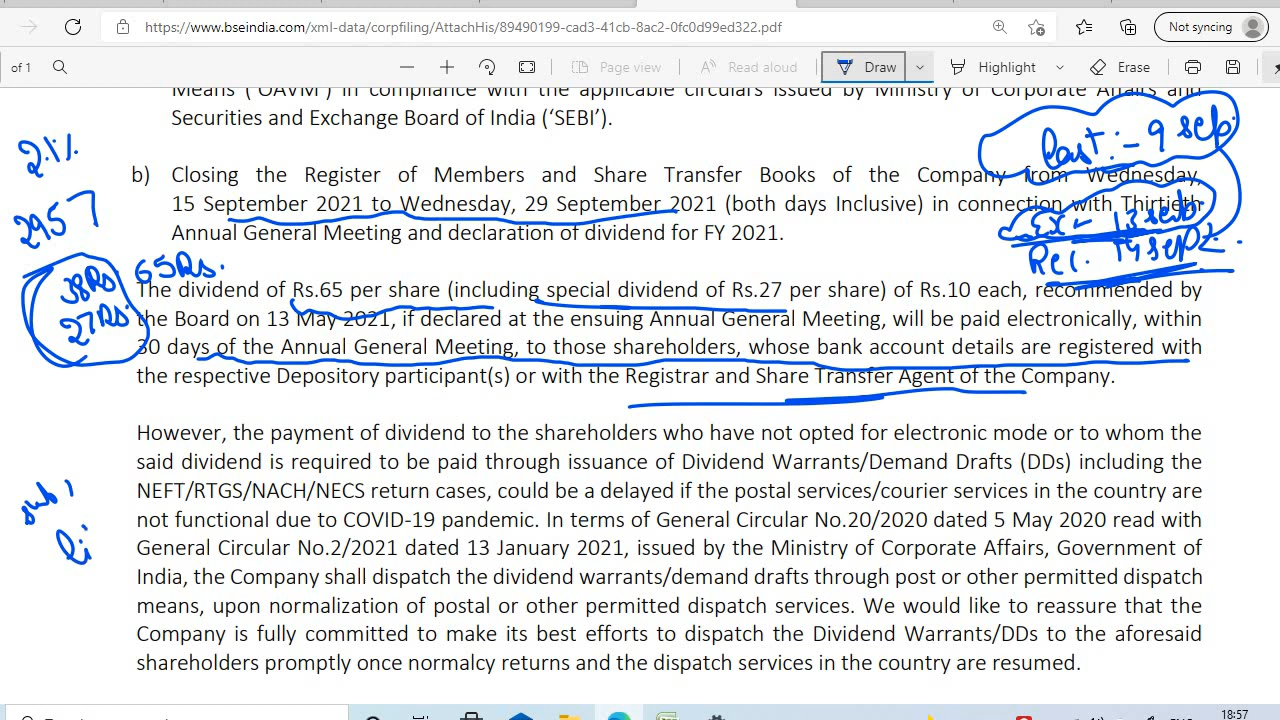 https://www.bseindia.com/xml-data/corpfiling/AttachHis/89490199-cad3-41cb-8ac2-0fc0d99ed322.pdf
Not syncing
of 1
Page view
Read aloud
Draw
Highlight
Erase
Means ('OAVM') in compliance with the applicable circulars issued by Ministry of Corporate Affairs and
Securities and Exchange Board of India ('SEBI').
Last :- 9 sep.
2.1%
b) Closing the Register of Members and Share Transfer Books of the Company from Wednesday,
15 September 2021 to Wednesday, 29 September 2021 (both days Inclusive) in connection with Thirtieth
Annual General Meeting and declaration of dividend for FY 2021.
2957
Ex - 13 sept
Rec. 14 sept.
65Rs.
38Rs
27Rs
The dividend of Rs.65 per share (including special dividend of Rs.27 per share) of Rs.10 each, recommended by
the Board on 13 May 2021, if declared at the ensuing Annual General Meeting, will be paid electronically, within
30 days of the Annual General Meeting, to those shareholders, whose bank account details are registered with
the respective Depository participant(s) or with the Registrar and Share Transfer Agent of the Company.
However, the payment of dividend to the shareholders who have not opted for electronic mode or to whom the
said dividend is required to be paid through issuance of Dividend Warrants/Demand Drafts (DDs) including the
NEFT/RTGS/NACH/NECS return cases, could be a delayed if the postal services/courier services in the country are
not functional due to COVID-19 pandemic. In terms of General Circular No.20/2020 dated 5 May 2020 read with
General Circular No.2/2021 dated 13 January 2021, issued by the Ministry of Corporate Affairs, Government of
India, the Company shall dispatch the dividend warrants/demand drafts through post or other permitted dispatch
means, upon normalization of postal or other permitted dispatch services. We would like to reassure that the
Company is fully committed to make its best efforts to dispatch the Dividend Warrants/DDs to the aforesaid
shareholders promptly once normalcy returns and the dispatch services in the country are resumed.
sub
Li
18:57